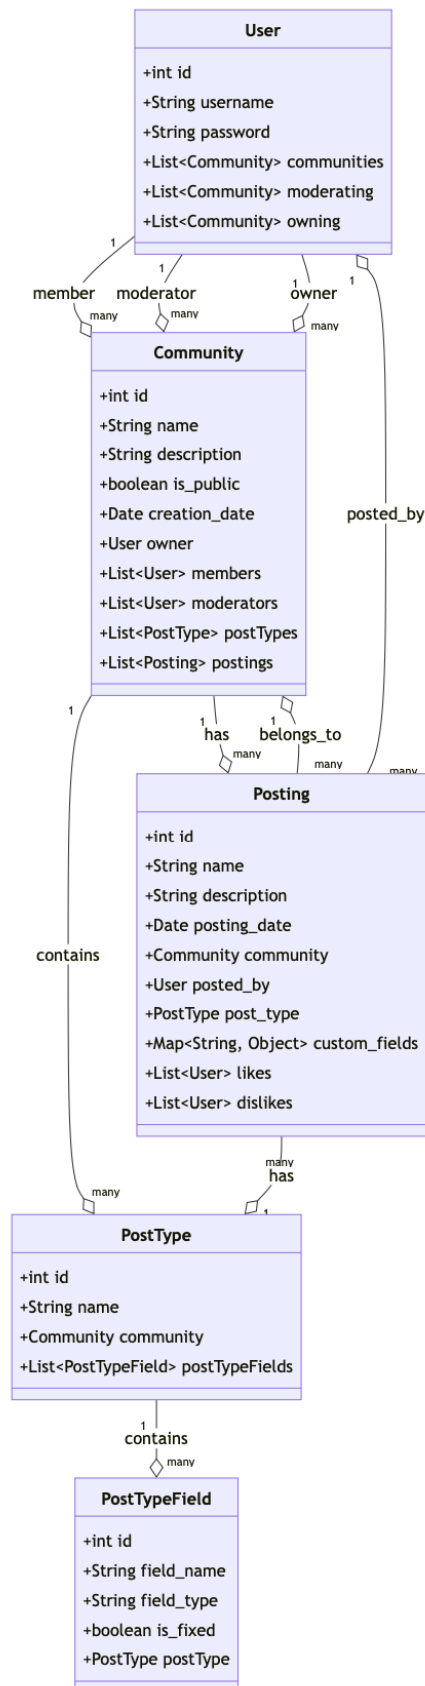 User
+int id
+String username
+String password
+List<Community> communities
+List<Community> moderating
+List<Community> owning
1
1
1
1
member
moderator
owner
many
many
many
Community
+int id
+String name
+String description
+boolean is_public
+Date creation_date
+User owner
+List<User> members
+List<User> moderators
+List<PostType> postTypes
+List<Posting> postings
posted_by
1
1
1
has
belongs_to
many
many
many
Posting
+int id
+String name
+String description
+Date posting_date
+Community community
+User posted_by
+PostType post_type
+Map<String, Object> custom_fields
+List<User> likes
+List<User> dislikes
contains
many
has
many
1
PostType
+int id
+String name
+Community community
+List<PostTypeField> postTypeFields
1
contains
many
PostTypeField
+int id
+String field_name
+String field_type
+boolean is_fixed
+PostType postType